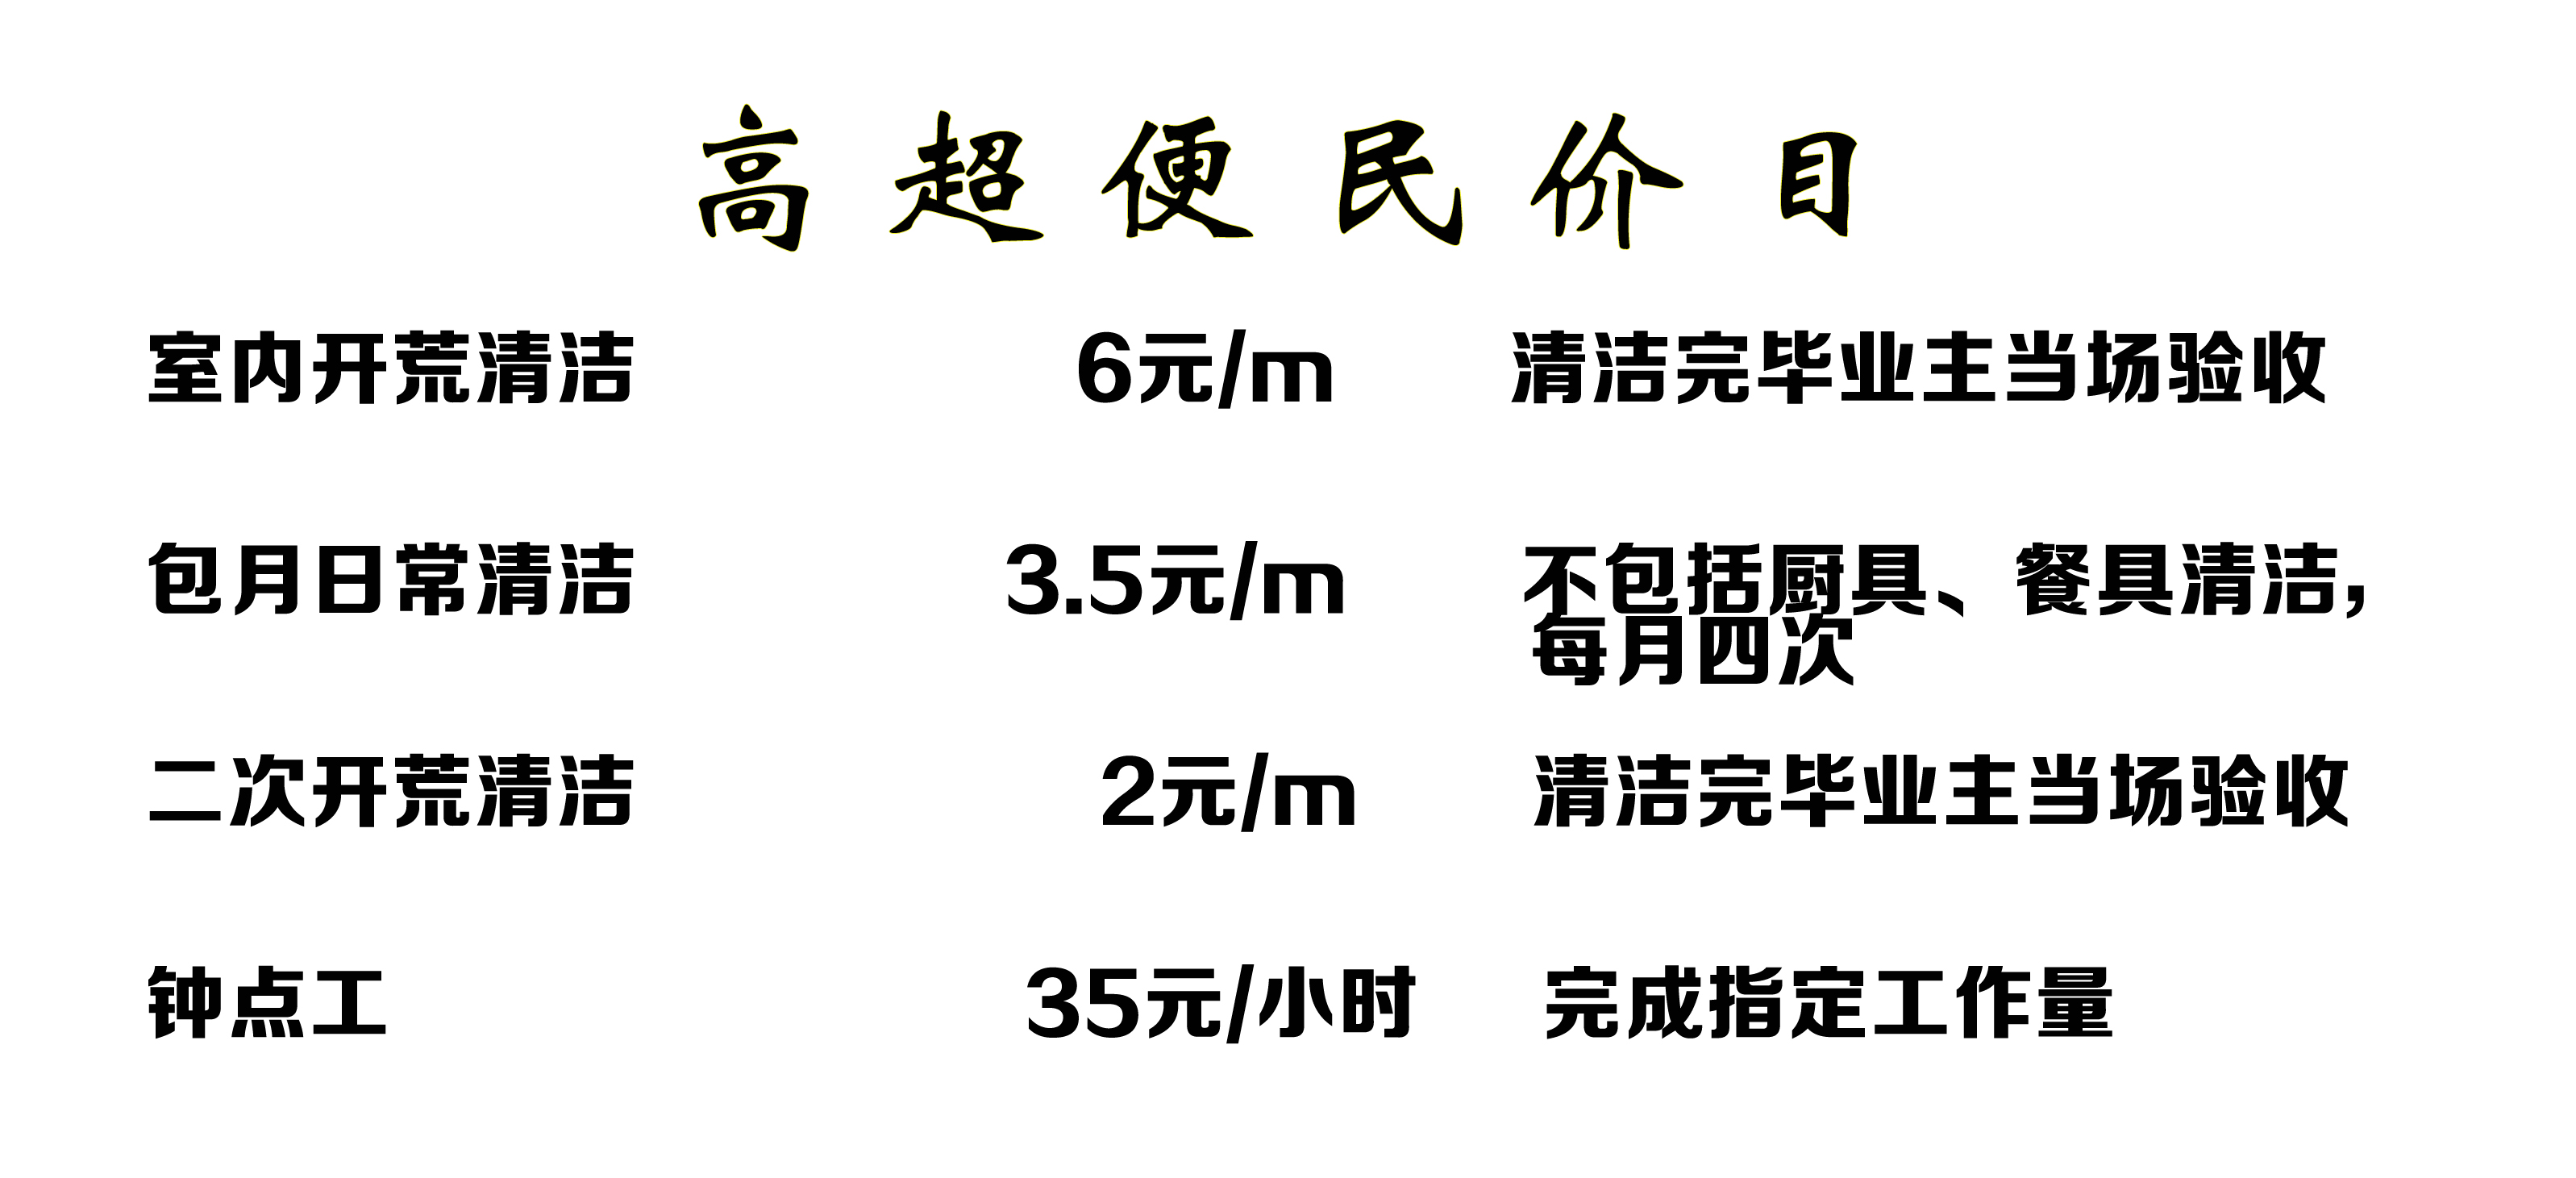 高超便民价目
室内开荒清洁 6元/m 清洁完毕业主当场验收
包月日常清洁 3.5元/m 不包括厨具、餐具清洁，
每月四次
二次开荒清洁 2元/m 清洁完毕业主当场验收
钟点工 35元/小时 完成指定工作量